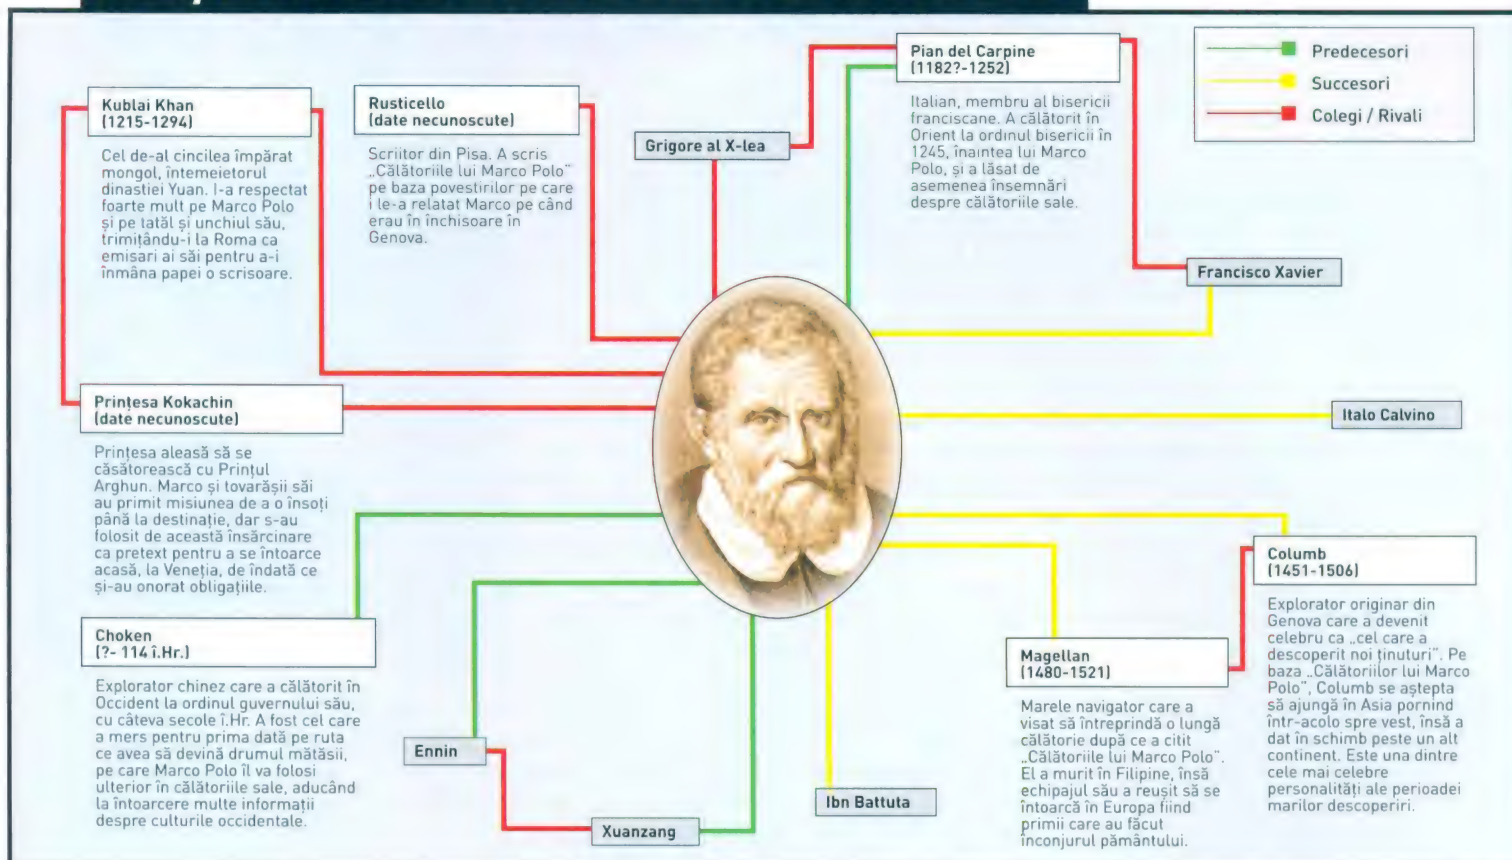 Kublai Khan
(1215-1294)
Cel de-al cincilea împărat
mongol, întemeietorul
dinastiei Yuan. I-a respectat
foarte mult pe Marco Polo
și pe tatăl și unchiul său,
trimițându-i la Roma ca
emisari ai săi pentru a-i
înmâna papei o scrisoare.
Rusticello
(date necunoscute)
Scriitor din Pisa. A scris
„Călătoriile lui Marco Polo”
pe baza povestirilor pe care
i le-a relatat Marco pe când
erau în închisoare în
Genova.
Grigore al X-lea
Pian del Carpine
(1182?-1252)
Italian, membru al bisericii
franciscane. A călătorit în
Orient la ordinul bisericii în
1245, înaintea lui Marco
Polo, și a lăsat de
asemenea însemnări
despre călătoriile sale.
Predecesori
Succesori
Colegi / Rivali
Francisco Xavier
Prințesa Kokachin
(date necunoscute)
Prințesa aleasă să se
căsătorească cu Prințul
Arghun. Marco și tovarășii săi
au primit misiunea de a o însoți
până la destinație, dar s-au
folosit de această însărcinare
ca pretext pentru a se întoarce
acasă, la Veneția, de îndată ce
și-au onorat obligațiile.
Italo Calvino
Choken
(?- 114 î.Hr.)
Explorator chinez care a călătorit în
Occident la ordinul guvernului său,
cu câteva secole î.Hr. A fost cel care
a mers pentru prima dată pe ruta
ce avea să devină drumul mătăsii,
pe care Marco Polo îl va folosi
ulterior în călătoriile sale, aducând
la întoarcere multe informații
despre culturile occidentale.
Ennin
Xuanzang
Ibn Battuta
Magellan
(1480-1521)
Marele navigator care a
visat să întreprindă o lungă
călătorie după ce a citit
„Călătoriile lui Marco Polo”.
El a murit în Filipine, însă
echipajul său a reușit să se
întoarcă în Europa fiind
primii care au făcut
înconjurul pământului.
Columb
(1451-1506)
Explorator originar din
Genova care a devenit
celebru ca „cel care a
descoperit noi ținuturi”. Pe
baza „Călătoriilor lui Marco
Polo”, Columb se aștepta
să ajungă în Asia pornind
într-acolo spre vest, însă a
dat în schimb peste un alt
continent. Este una dintre
cele mai celebre
personalități ale perioadei
marilor descoperiri.